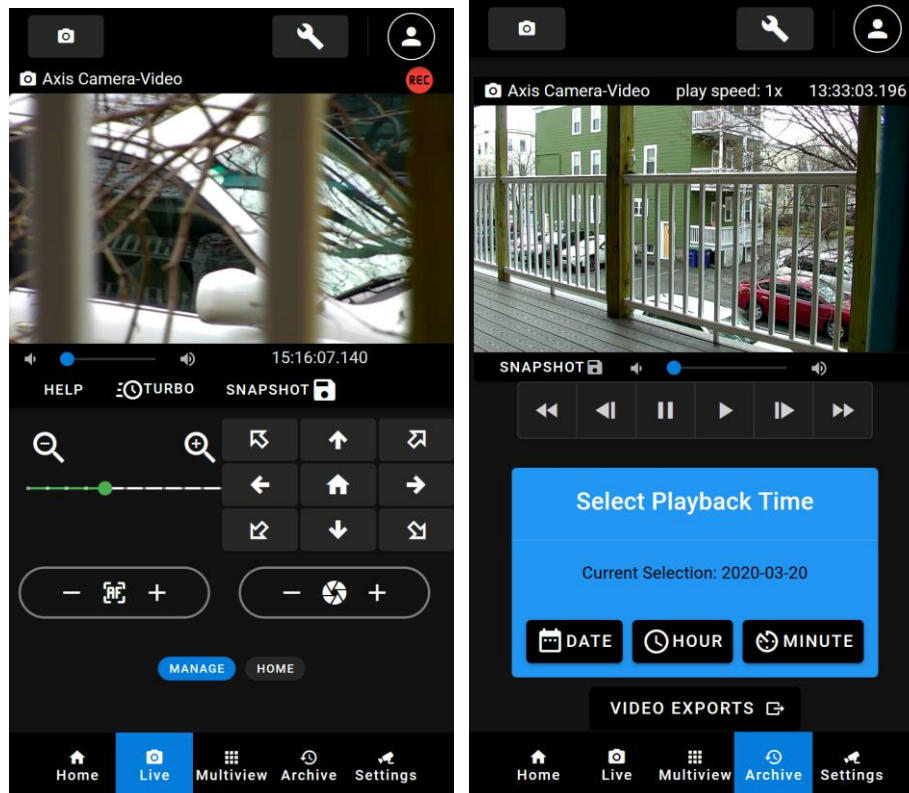 Axis Camera-Video REC
15:16:07.140
HELP TURBO SNAPSHOT
AF
MANAGE HOME
Home Live Multiview Archive Settings
Axis Camera-Video play speed: 1x 13:33:03.196
SNAPSHOT
Select Playback Time
Current Selection: 2020-03-20
DATE HOUR MINUTE
VIDEO EXPORTS
Home Live Multiview Archive Settings